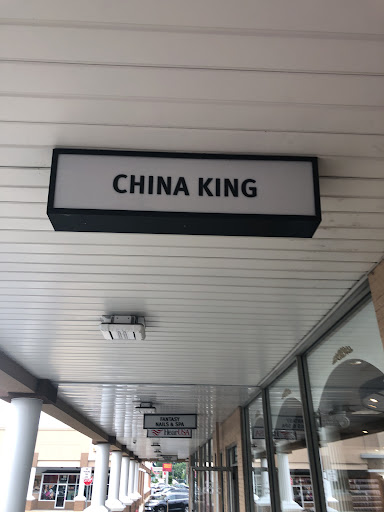 CHINA KING
FANTASY
NAILS & SPA
HearUSA